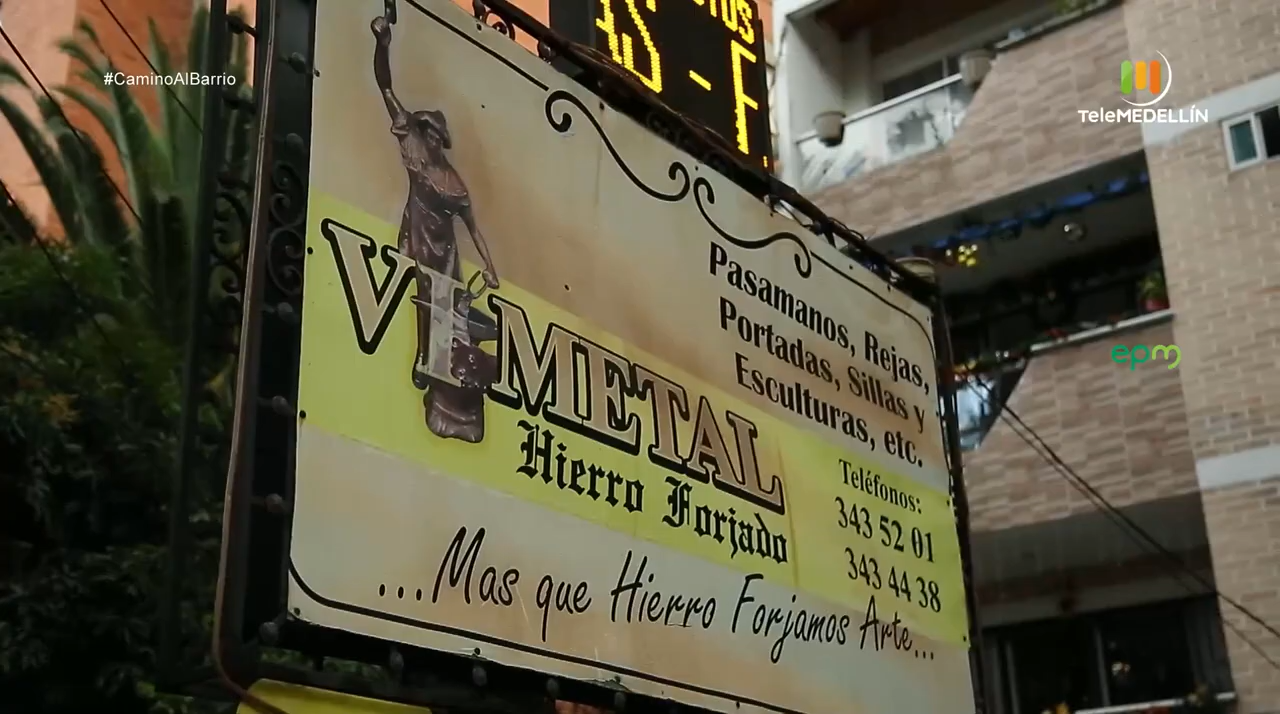 #CaminoAlBarrio
TeleMEDELLÍN
epm
VIMETAL
Hierro Forjado
Pasamanos, Rejas,
Portadas, Sillas y
Esculturas, etc.
Teléfonos:
343 52 01
343 44 38
...Mas que Hierro Forjamos Arte...